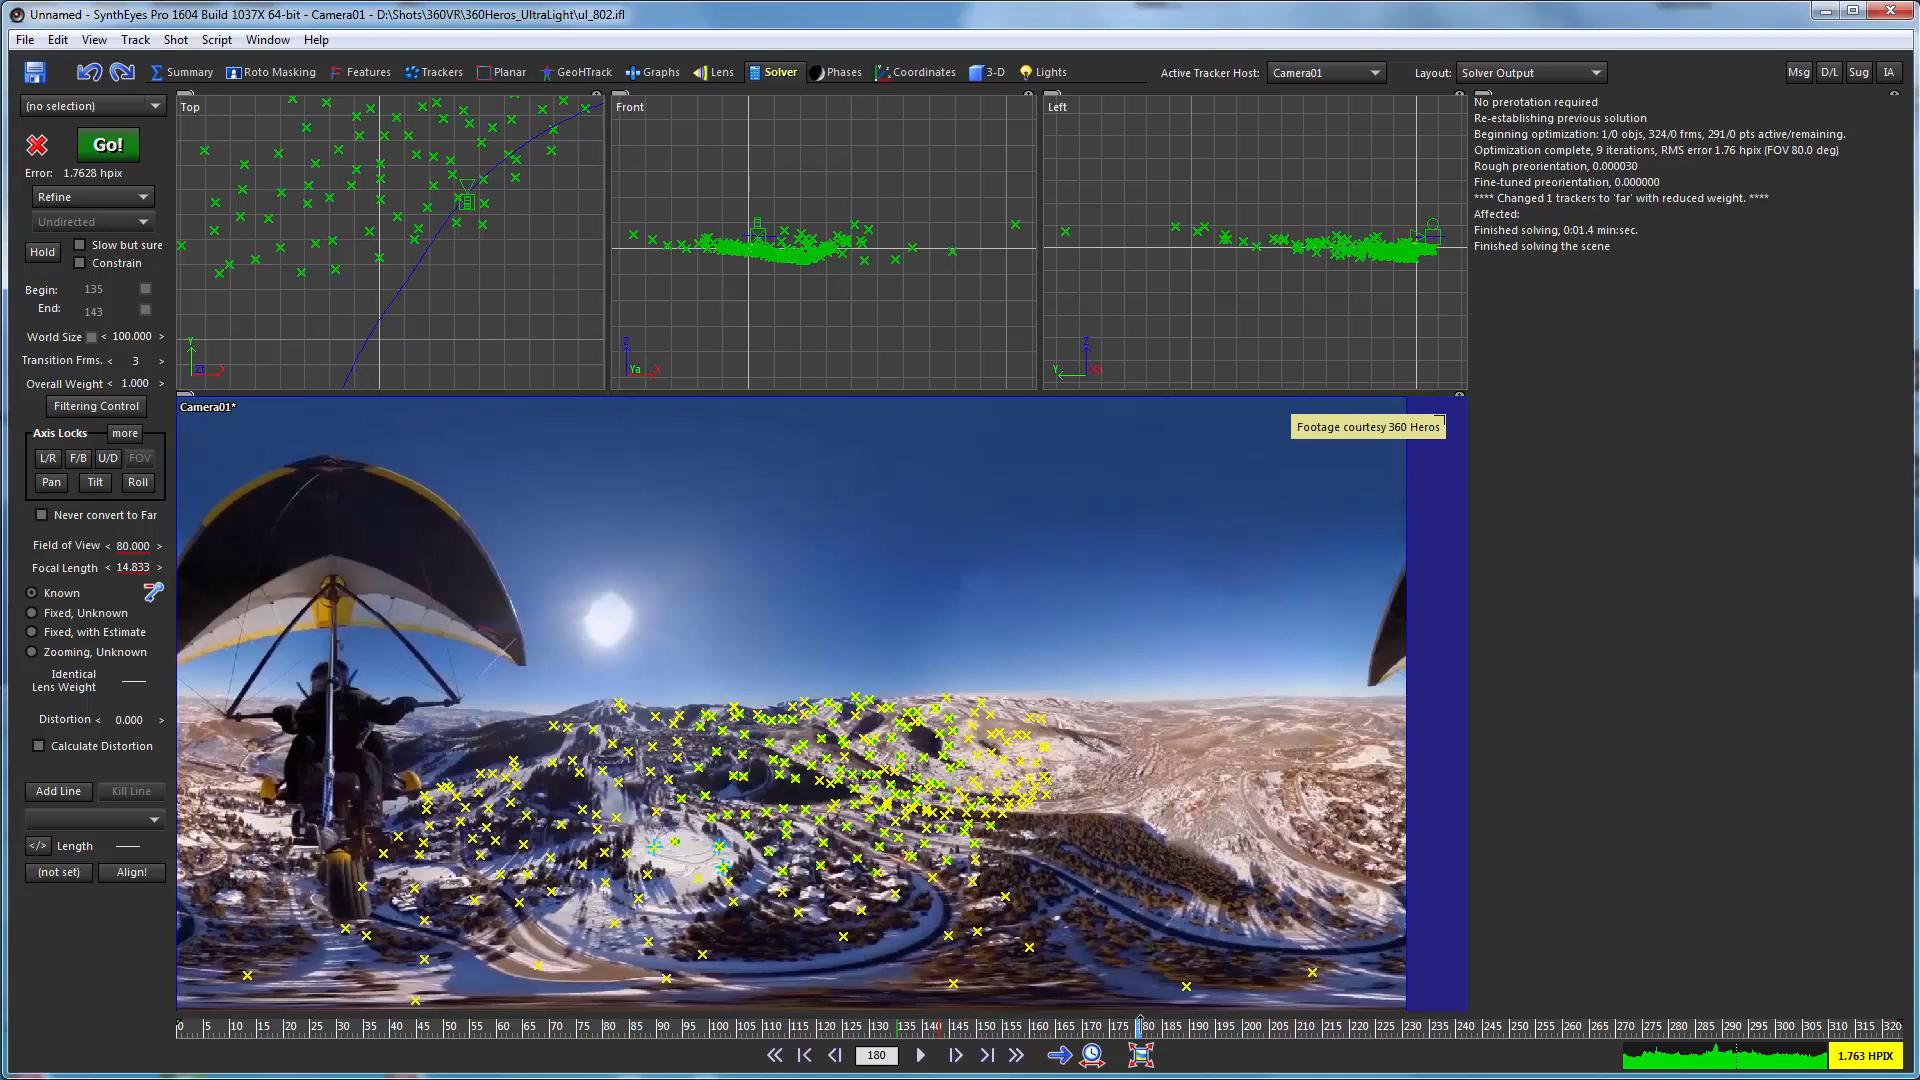 Unnamed - SynthEyes Pro 1604 Build 1037X 64-bit - Camera01 - D:\Shots\360VR\360Heros_UltraLight\ul_802.ifl
File Edit View Track Shot Script Window Help
Summary Roto Masking Features Trackers Planar GeoHTrack Graphs Lens Solver Phases Coordinates 3-D Lights Active Tracker Host: Camera01 Layout: Solver Output Msg D/L Sug IA
(no selection)
Go!
Error: 1.7628 hpix
Refine
Undirected
Hold Slow but sure
Constrain
Begin: 135
End: 143
World Size < 100.000 >
Transition Frms. < 3 >
Overall Weight < 1.000 >
Filtering Control
Axis Locks more
L/R F/B U/D FOV
Pan Tilt Roll
Never convert to Far
Field of View < 80.000 >
Focal Length < 14.833 >
Known
Fixed, Unknown
Fixed, with Estimate
Zooming, Unknown
Identical
Lens Weight
Distortion < 0.000 >
Calculate Distortion
Add Line Kill Line
</> Length
(not set) Align!
Top
Y X
Front
Z Ya X
Left
Z Y
No prerotation required
Re-establishing previous solution
Beginning optimization: 1/0 objs, 324/0 frms, 291/0 pts active/remaining.
Optimization complete, 9 iterations, RMS error 1.76 hpix (FOV 80.0 deg)
Rough preorientation, 0.000030
Fine-tuned preorientation, 0.000000
**** Changed 1 trackers to 'far' with reduced weight. ****
Affected:
Finished solving, 0:01.4 min:sec.
Finished solving the scene
Camera01*
Footage courtesy 360 Heros
0 5 10 15 20 25 30 35 40 45 50 55 60 65 70 75 80 85 90 95 100 105 110 115 120 125 130 135 140 145 150 155 160 165 170 175 180 185 190 195 200 205 210 215 220 225 230 235 240 245 250 255 260 265 270 275 280 285 290 295 300 305 310 315 320
180
1.763 HPIX